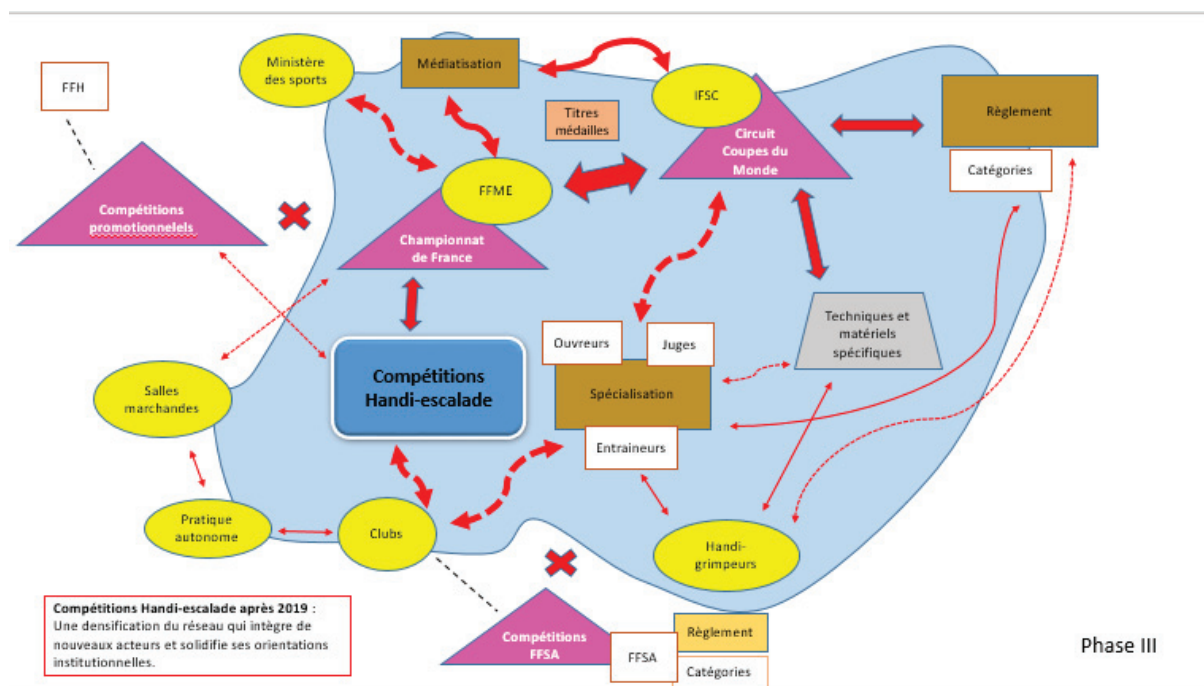 Ministère
des sports
Médiatisation
FFH
IFSC
Titres
médailles
Règlement
Circuit
Coupes du
Monde
Catégories
FFME
Compétitions
promotionnelels
Championnat
de France
Techniques et
matériels
spécifiques
Ouvreurs
Juges
Compétitions
Handi-escalade
Salles
marchandes
Spécialisation
Entraineurs
Pratique
autonome
Clubs
Handi-
grimpeurs
Compétitions Handi-escalade après 2019 :
Une densification du réseau qui intègre de
nouveaux acteurs et solidifie ses orientations
institutionnelles.
Compétitions
FFSA
FFSA
Règlement
Catégories
Phase III